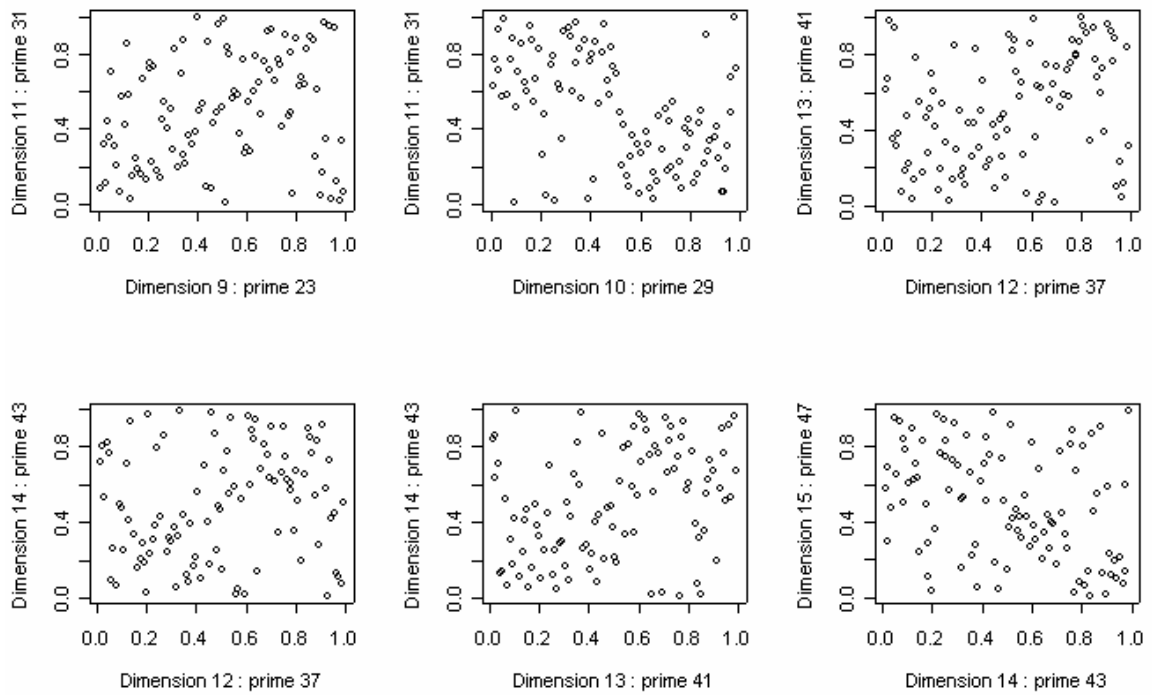 Dimension 11 : prime 31
0.0 0.4 0.8
0.0 0.2 0.4 0.6 0.8 1.0
Dimension 9 : prime 23
Dimension 11 : prime 31
0.0 0.4 0.8
0.0 0.2 0.4 0.6 0.8 1.0
Dimension 10 : prime 29
Dimension 13 : prime 41
0.0 0.4 0.8
0.0 0.2 0.4 0.6 0.8 1.0
Dimension 12 : prime 37
Dimension 14 : prime 43
0.0 0.4 0.8
0.0 0.2 0.4 0.6 0.8 1.0
Dimension 12 : prime 37
Dimension 14 : prime 43
0.0 0.4 0.8
0.0 0.2 0.4 0.6 0.8 1.0
Dimension 13 : prime 41
Dimension 15 : prime 47
0.0 0.4 0.8
0.0 0.2 0.4 0.6 0.8 1.0
Dimension 14 : prime 43